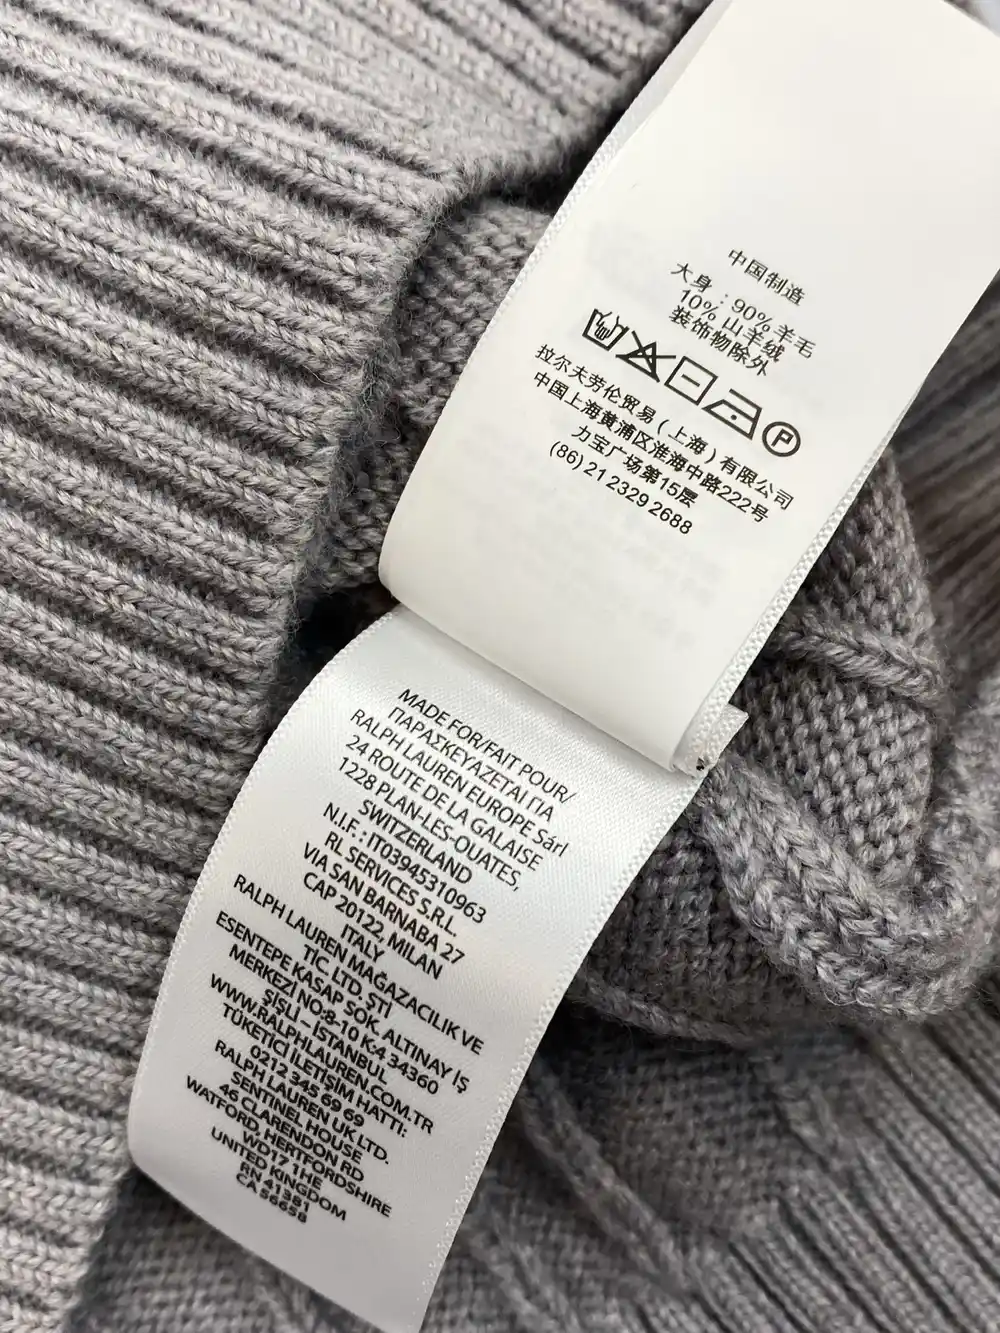 中国制造
大身：90% 羊毛
10% 山羊绒
装饰物除外
P
拉尔夫劳伦贸易（上海）有限公司
中国上海黄浦区淮海中路222号
力宝广场第15层
(86) 21 2329 2688
MADE FOR/FAIT POUR/
ΠΑΡΑΣΚΕΥΑΖΕΤΑΙ ΓΙΑ
RALPH LAUREN EUROPE Sárl
24 ROUTE DE LA GALAISE
1228 PLAN-LES-OUATES,
SWITZERLAND
N.I.F.: IT03945310963
RL SERVICES S.R.L.
VIA SAN BARNABA 27
CAP 20122, MILAN
ITALY
RALPH LAUREN MAĞAZACILIK VE
TIC. LTD. ŞTİ
ESENTEPE KASAP SOK. ALTINAY İŞ
MERKEZİ NO:8-10 K:4 34360
ŞİŞLİ – İSTANBUL
WWW.RALPHLAUREN.COM.TR
TÜKETİCİ İLETİŞİM HATTI:
0212 345 69 69
RALPH LAUREN UK LTD.
SENTINEL HOUSE
46 CLARENDON RD
WATFORD, HERTFORDSHIRE
WD17 1HE
UNITED KINGDOM
RN 41381
CA 56658